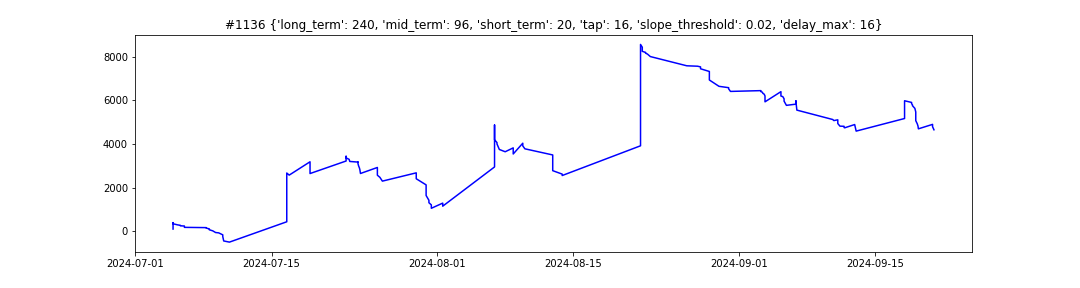 #1136 {'long_term': 240, 'mid_term': 96, 'short_term': 20, 'tap': 16, 'slope_threshold': 0.02, 'delay_max': 16}
8000
6000
4000
2000
0
2024-07-01 2024-07-15 2024-08-01 2024-08-15 2024-09-01 2024-09-15